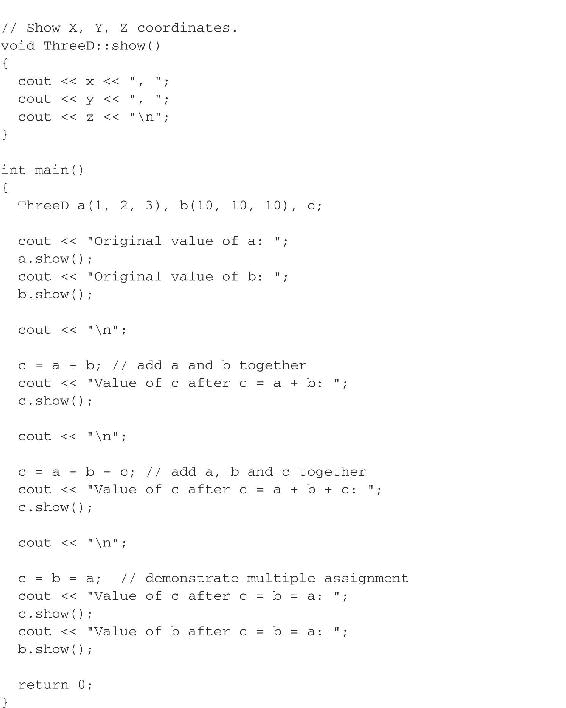 // Show X, Y, Z coordinates.
void ThreeD::show()
{
  cout << x << ", ";
  cout << y << ", ";
  cout << z << "\n";
}

int main()
{
  ThreeD a(1, 2, 3), b(10, 10, 10), c;

  cout << "Original value of a: ";
  a.show();
  cout << "Original value of b: ";
  b.show();

  cout << "\n";

  c = a + b; // add a and b together
  cout << "Value of c after c = a + b: ";
  c.show();

  cout << "\n";

  c = a + b + c; // add a, b and c together
  cout << "Value of c after c = a + b + c: ";
  c.show();

  cout << "\n";

  c = b = a;  // demonstrate multiple assignment
  cout << "Value of c after c = b = a: ";
  c.show();
  cout << "Value of b after c = b = a: ";
  b.show();

  return 0;
}